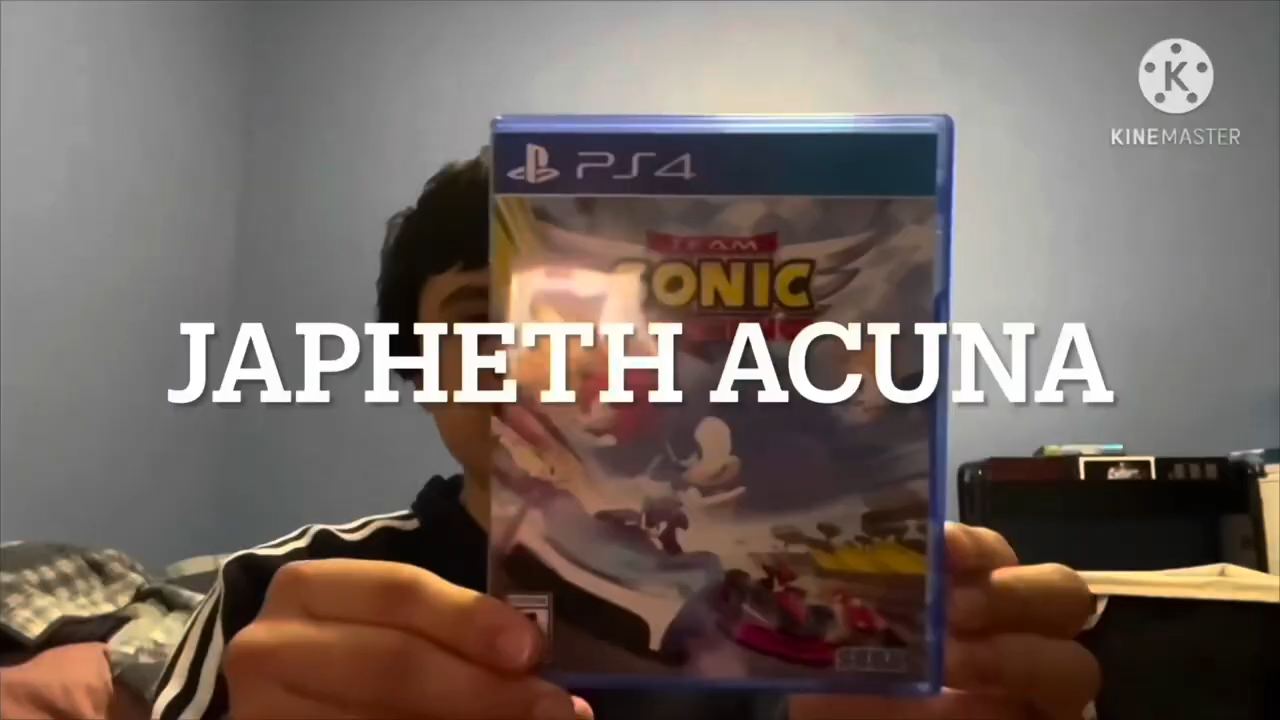 KINEMASTER
PS4
TEAM
SONIC
JAPHETH ACUNA
SEGA